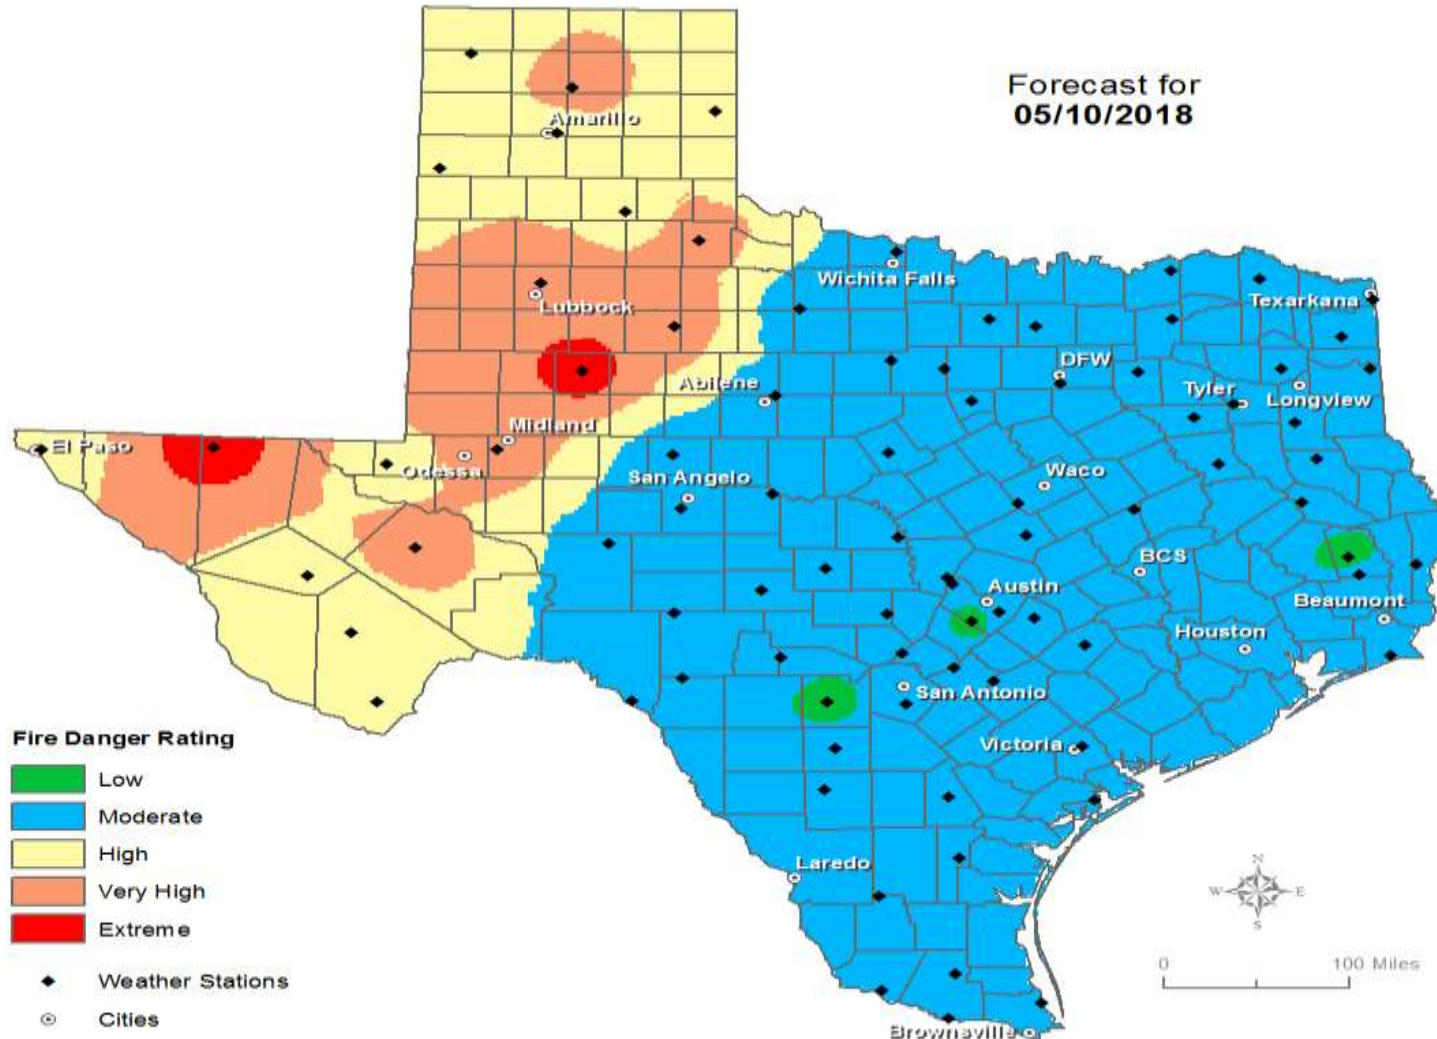 Forecast for
05/10/2018
Amarillo
Wichita Falls
Texarkana
Lubbock
DFW
Abilene
Tyler
Longview
Midland
El Paso
Odessa
San Angelo
Waco
BCS
Austin
Beaumont
Houston
San Antonio
Victoria
Laredo
Brownsville
Fire Danger Rating
Low
Moderate
High
Very High
Extreme
Weather Stations
Cities
N
W E
S
0 100 Miles